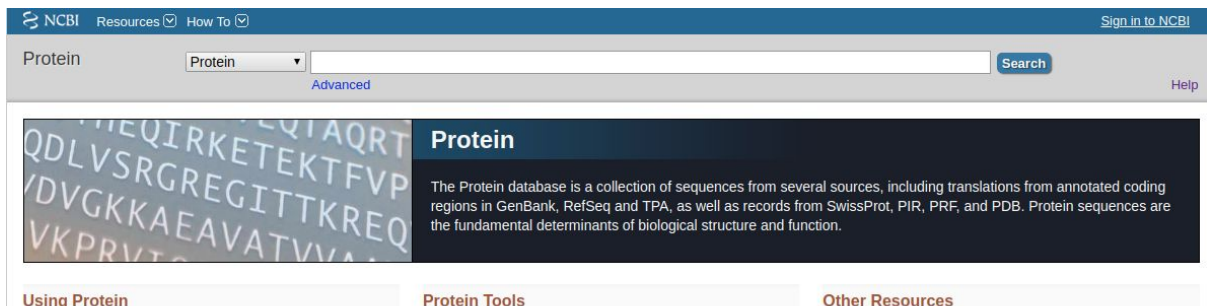 NCBI Resources How To Sign in to NCBI
Protein Protein Search
Advanced Help
QDLVSRGREGITTKREQ
Protein
The Protein database is a collection of sequences from several sources, including translations from annotated coding
regions in GenBank, RefSeq and TPA, as well as records from SwissProt, PIR, PRF, and PDB. Protein sequences are
the fundamental determinants of biological structure and function.
Using Protein Protein Tools Other Resources